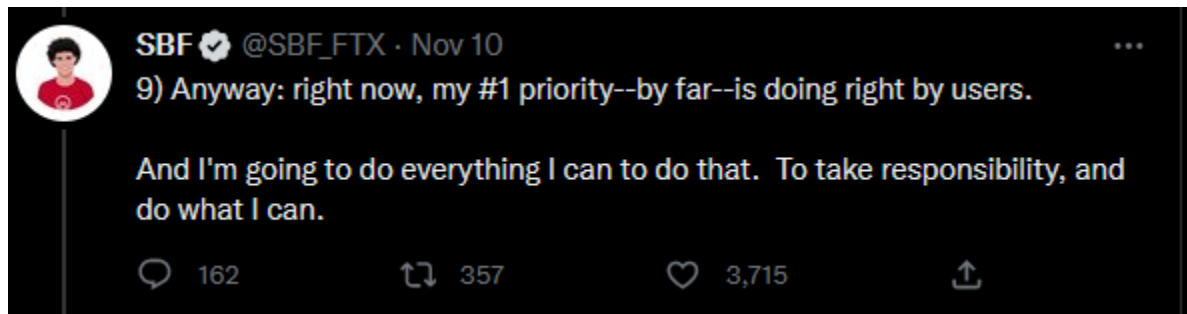 SBF @SBF_FTX · Nov 10
9) Anyway: right now, my #1 priority--by far--is doing right by users.
And I'm going to do everything I can to do that.  To take responsibility, and
do what I can.
162 357 3,715